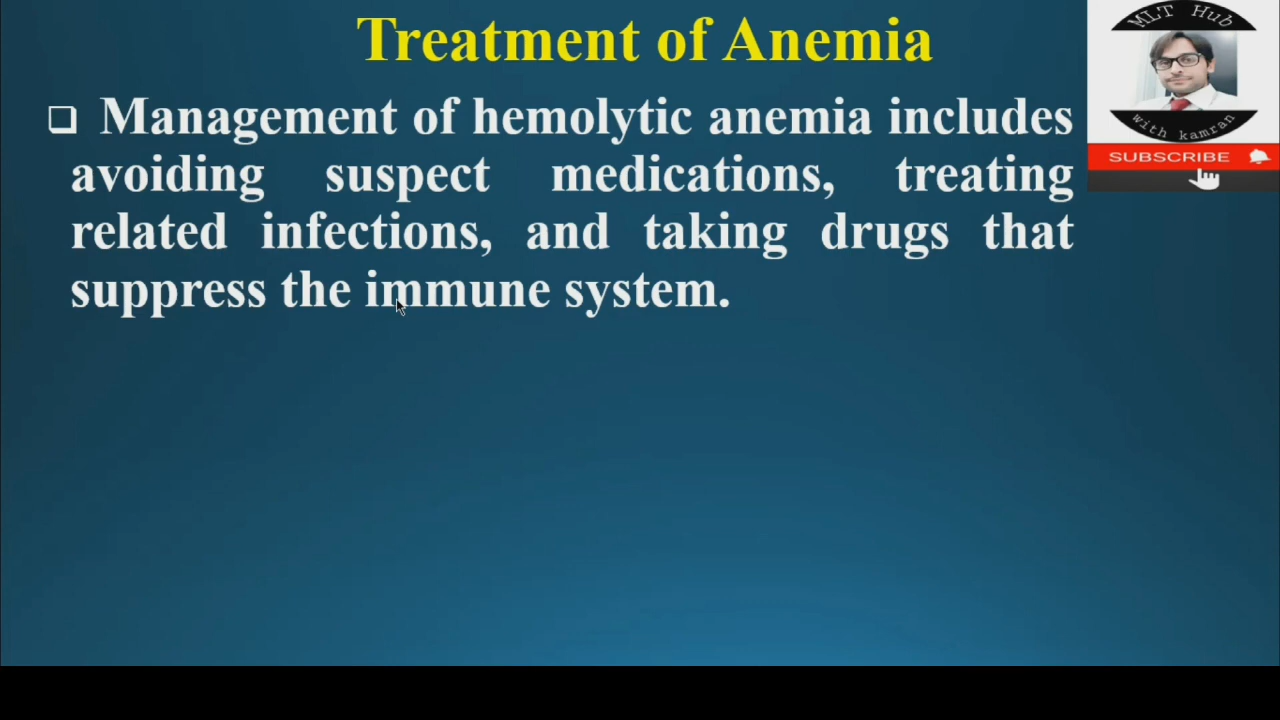 Treatment of Anemia
Management of hemolytic anemia includes
avoiding suspect medications, treating
related infections, and taking drugs that
suppress the immune system.
MLT Hub
with kamran
SUBSCRIBE